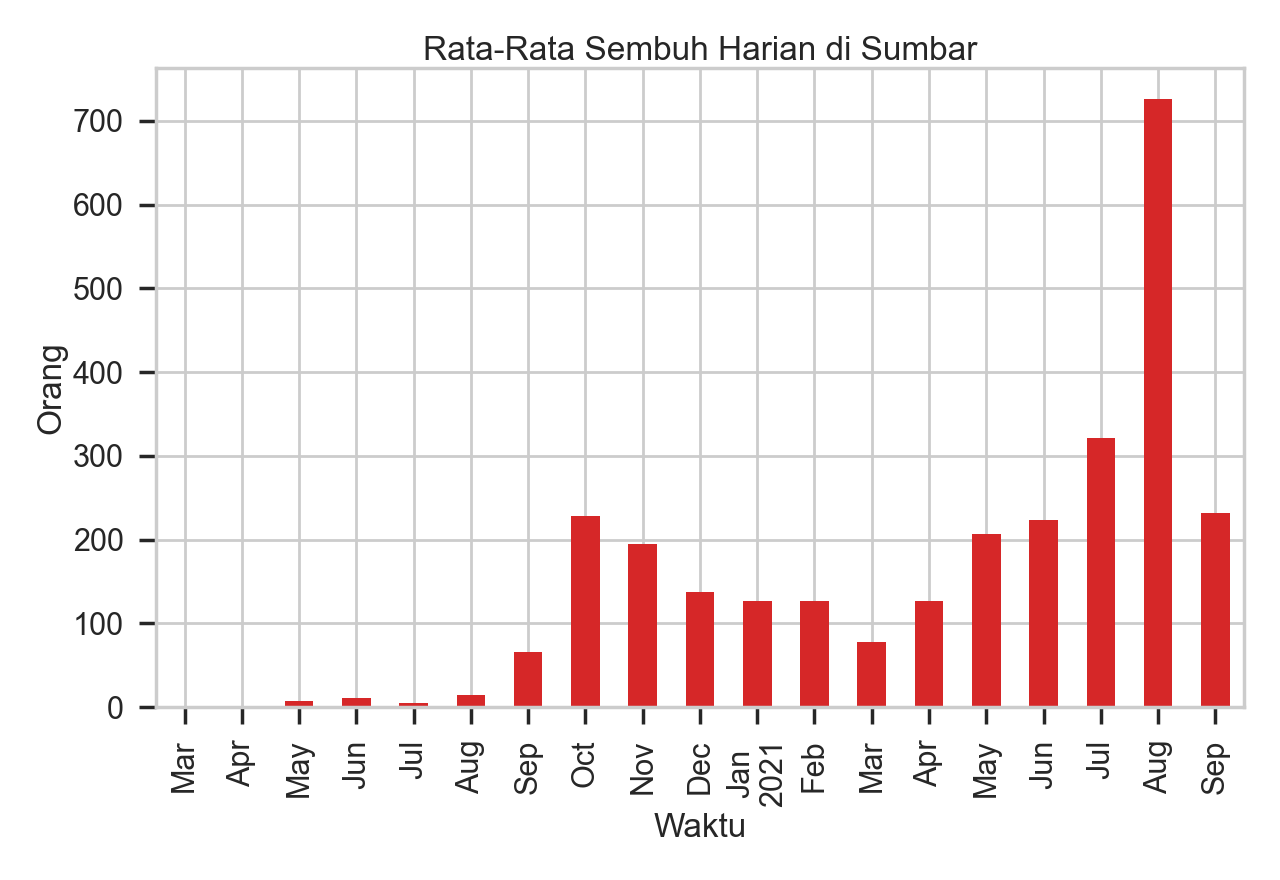 Rata-Rata Sembuh Harian di Sumbar
700
600
500
400
300
200
100
0
Orang
Mar
Apr
May
Jun
Jul
Aug
Sep
Oct
Nov
Dec
Jan
2021
Feb
Mar
Apr
May
Jun
Jul
Aug
Sep
Waktu